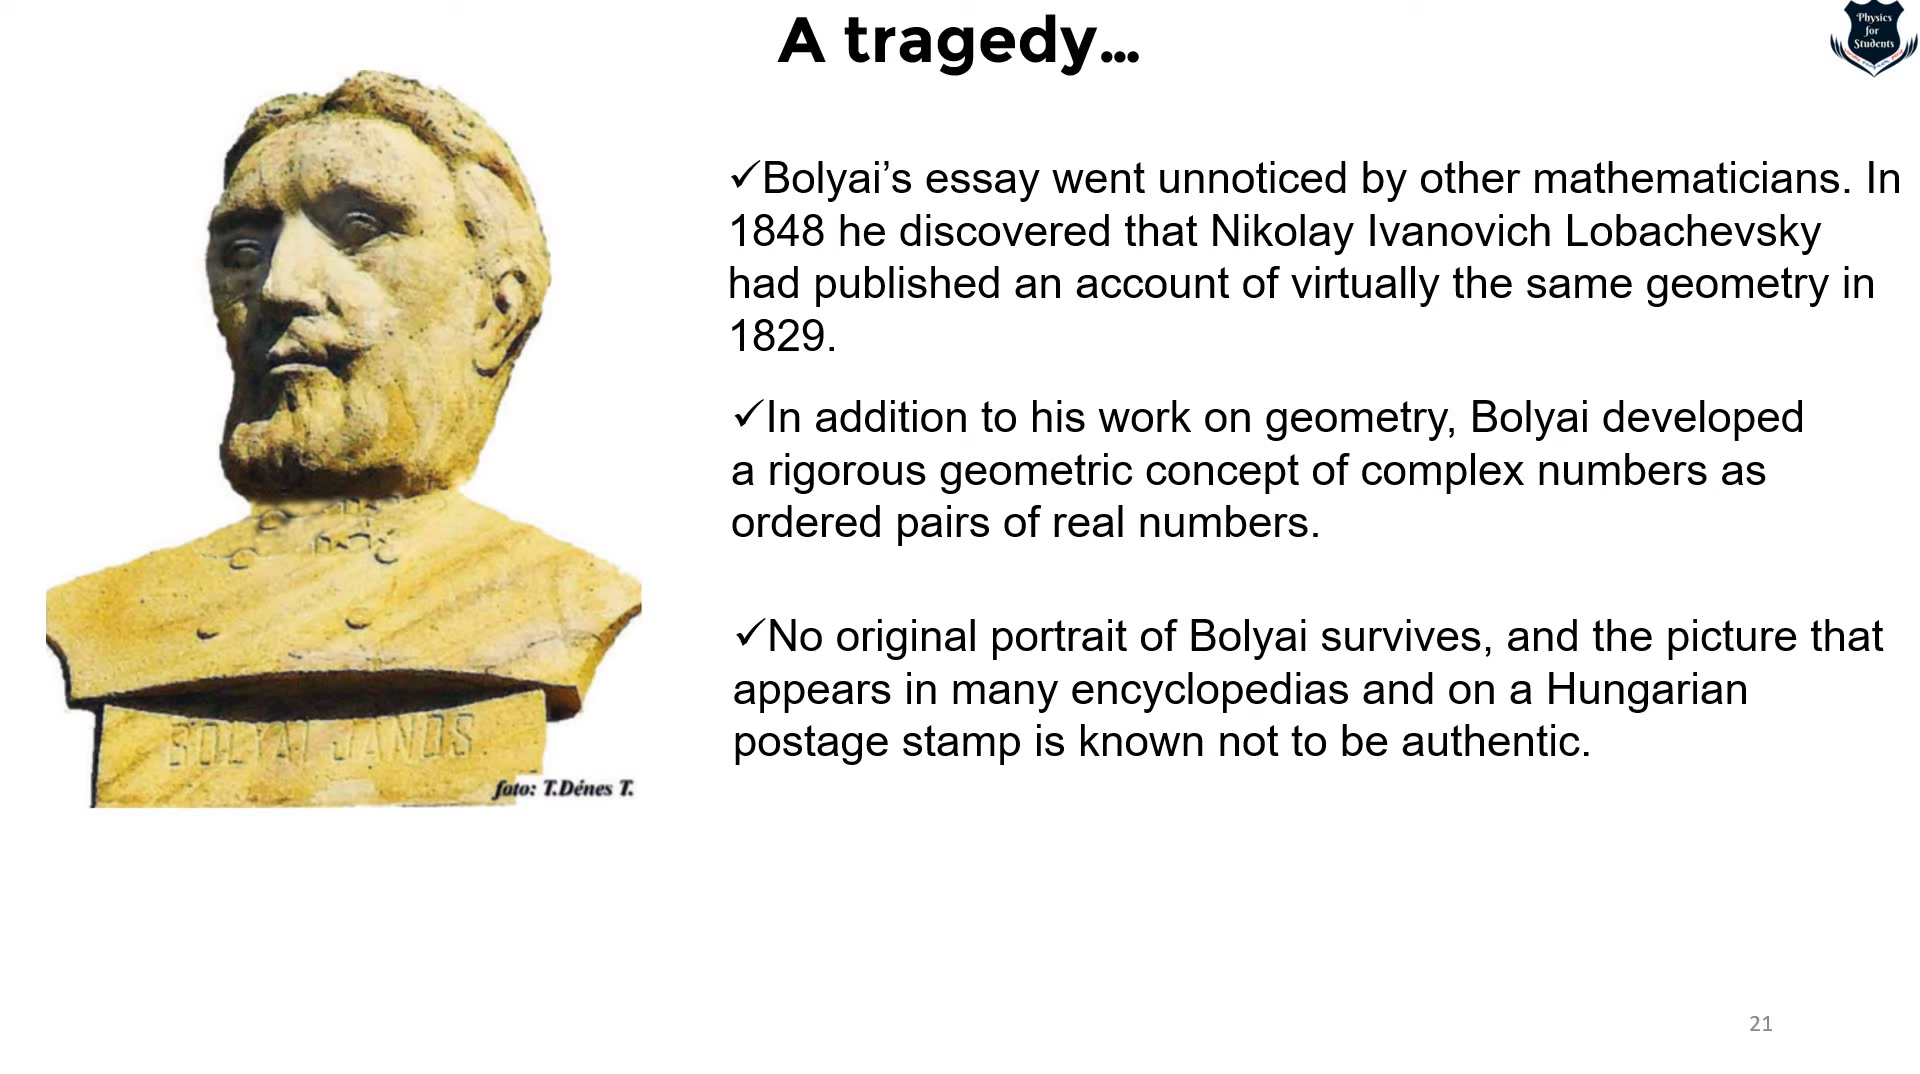 A tragedy...
Physics
for
Students
✓Bolyai’s essay went unnoticed by other mathematicians. In
1848 he discovered that Nikolay Ivanovich Lobachevsky
had published an account of virtually the same geometry in
1829.
✓In addition to his work on geometry, Bolyai developed
a rigorous geometric concept of complex numbers as
ordered pairs of real numbers.
✓No original portrait of Bolyai survives, and the picture that
appears in many encyclopedias and on a Hungarian
postage stamp is known not to be authentic.
BOLYAI JÁNOS.
foto: T.Dénes T.
21